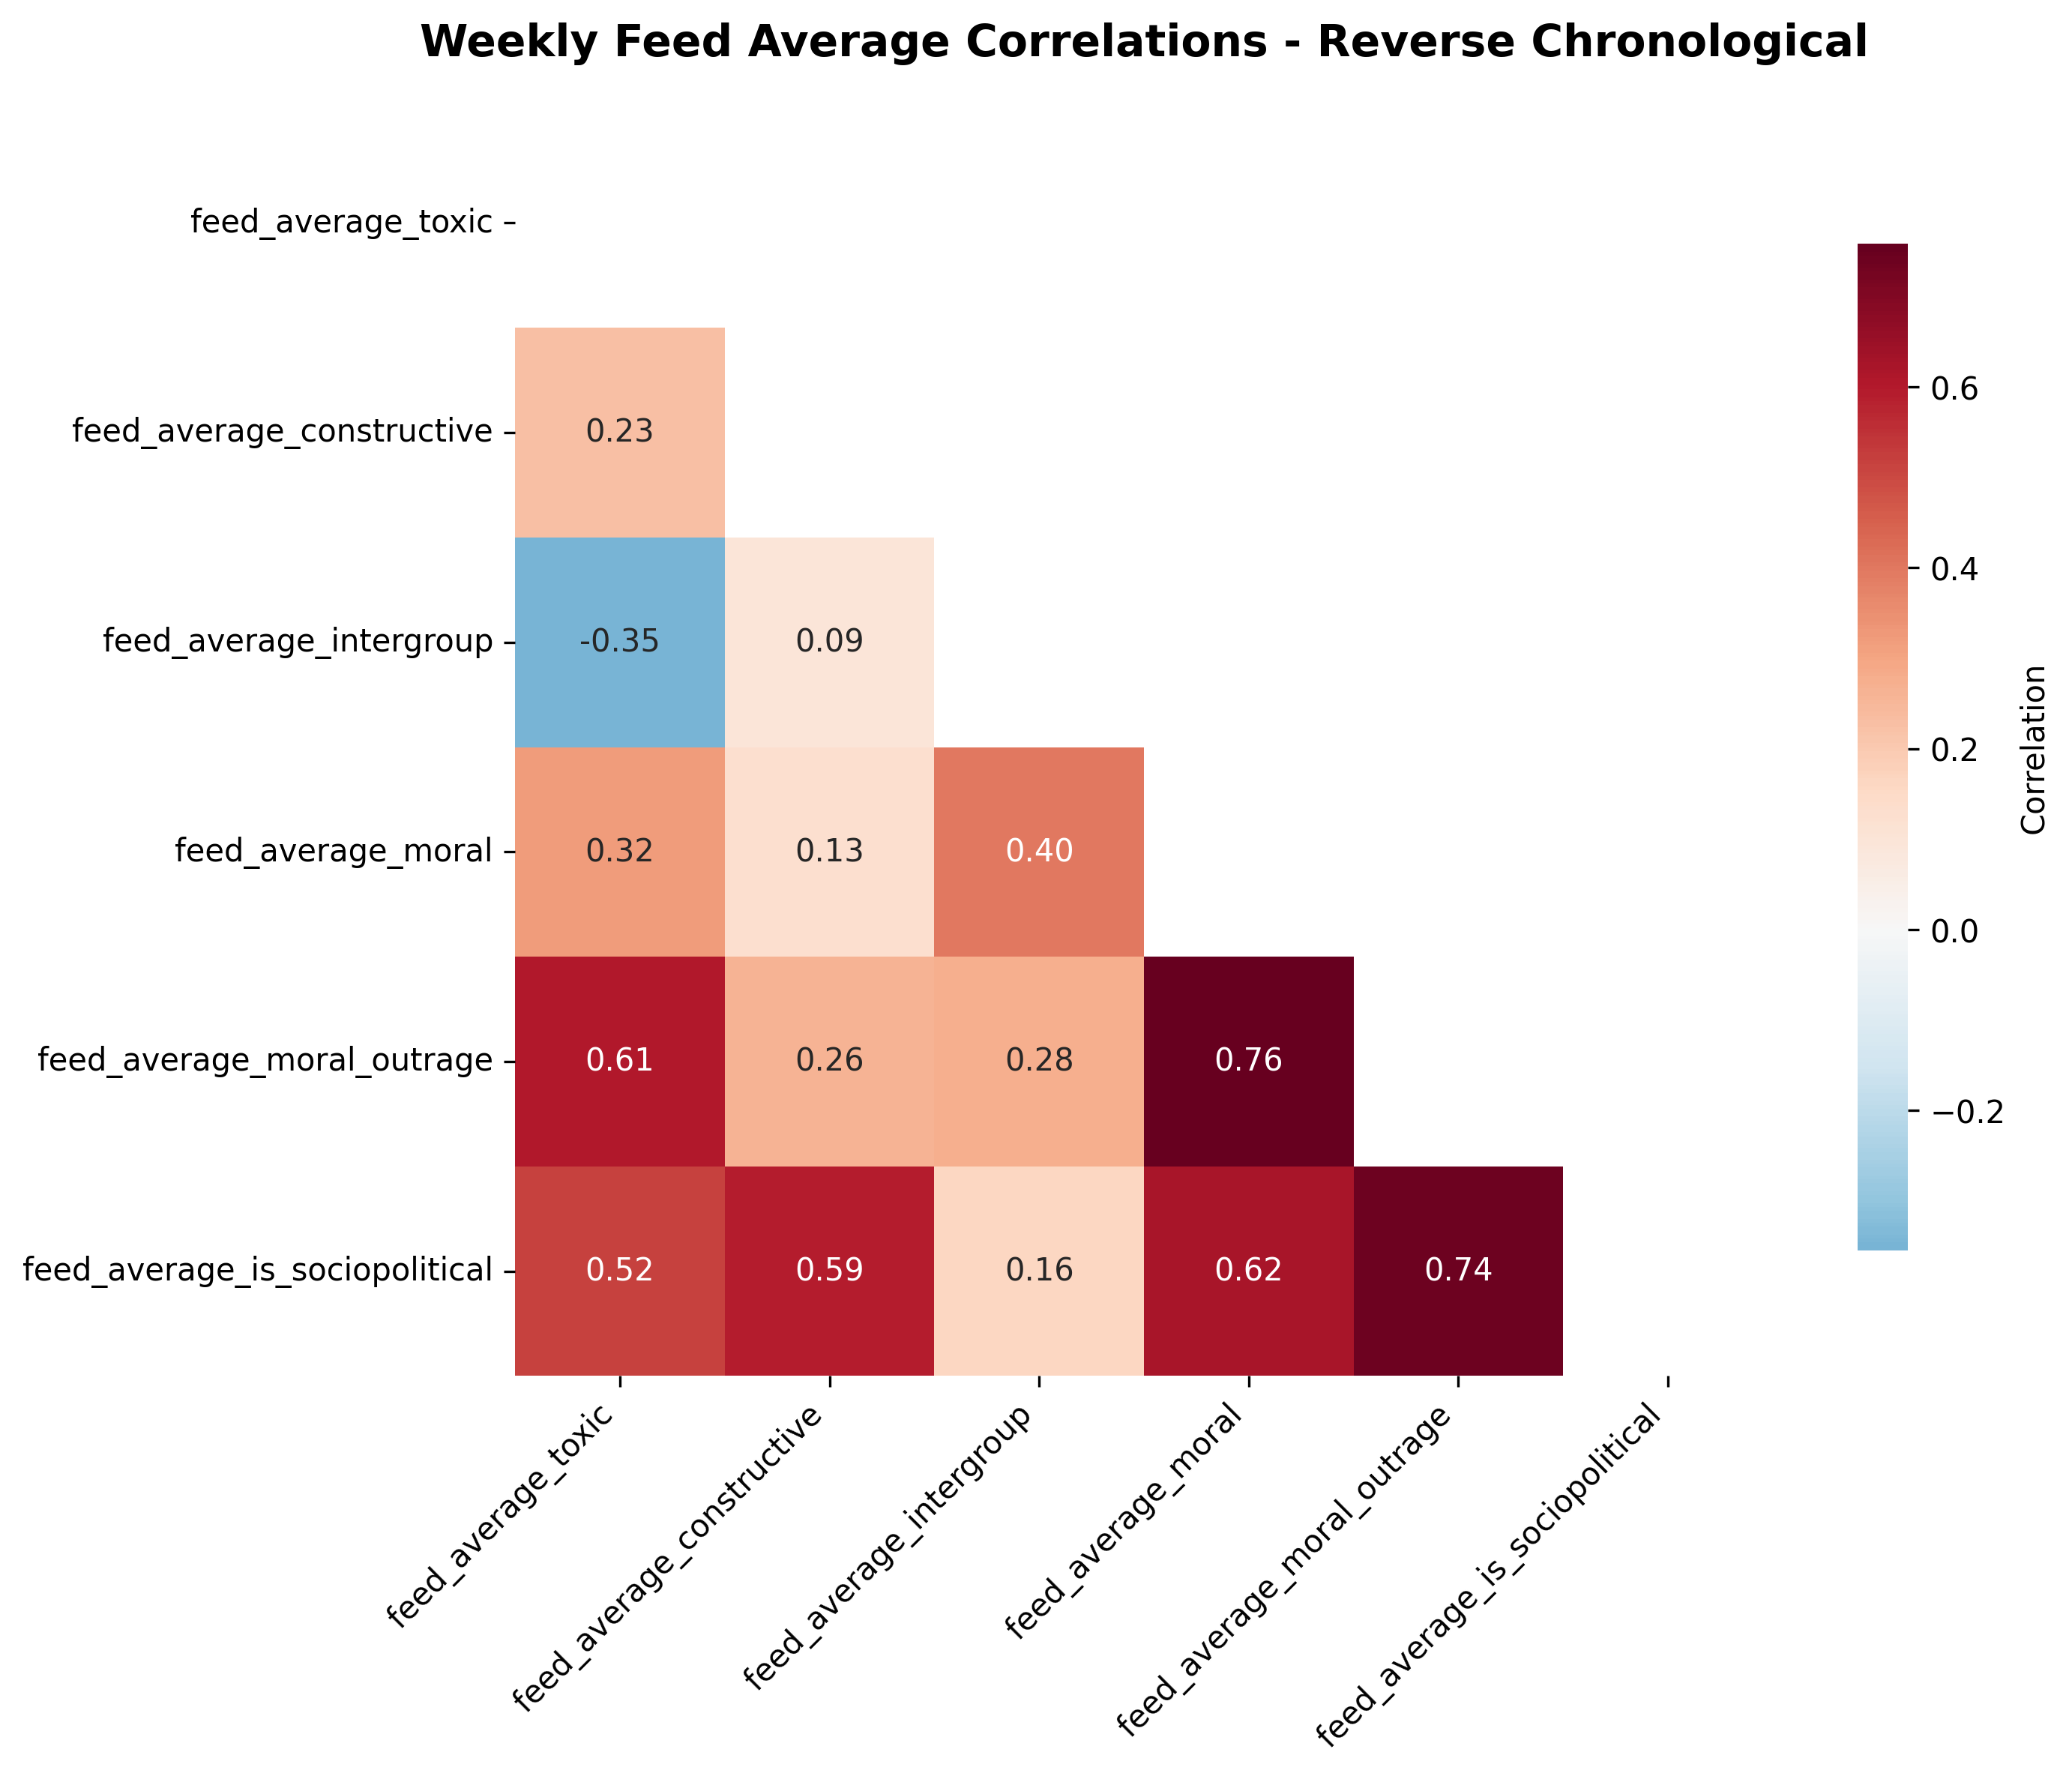 Weekly Feed Average Correlations - Reverse Chronological
feed_average_toxic
feed_average_constructive
0.23
feed_average_intergroup
-0.35 0.09
feed_average_moral
0.32 0.13 0.40
feed_average_moral_outrage
0.61 0.26 0.28 0.76
feed_average_is_sociopolitical
0.52 0.59 0.16 0.62 0.74
feed_average_toxic
feed_average_constructive
feed_average_intergroup
feed_average_moral
feed_average_moral_outrage
feed_average_is_sociopolitical
0.6
0.4
0.2
0.0
−0.2
Correlation